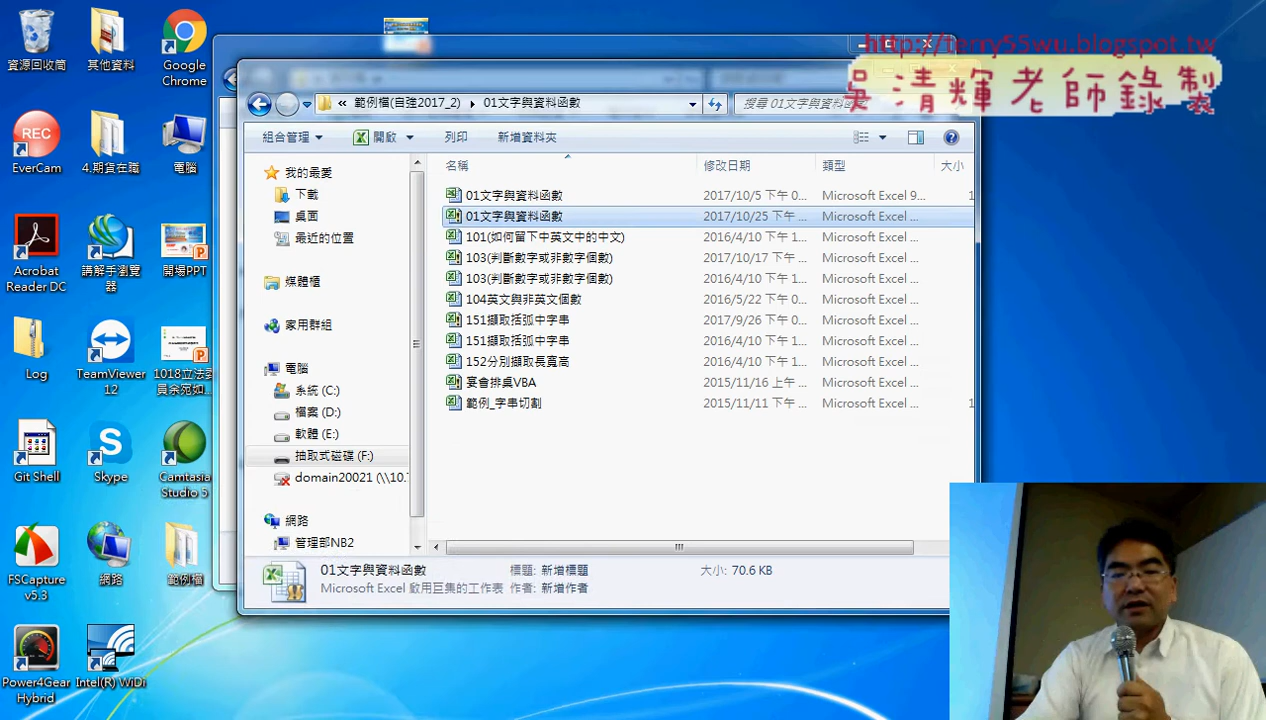 資源回收筒
其他資料
Google
Chrome
http://terry55wu.blogspot.tw
吳清輝老師錄製
REC
EverCam
4.期貨在職
電腦
Acrobat
Reader DC
講解手瀏覽
器
開場PPT
Log
TeamViewer
12
1018立法委
員余宛如...
Git Shell
Skype
Camtasia
Studio 5
FSCapture
v5.3
網路
範例檔
Power4Gear
Hybrid
Intel(R) WiDi
« 範例檔(自強2017_2)
01文字與資料函數
搜尋 01文字與資料函數
組合管理
開啟
列印
新增資料夾
名稱
修改日期
類型
大小
我的最愛
下載
桌面
最近的位置
媒體櫃
家用群組
電腦
系統 (C:)
檔案 (D:)
軟體 (E:)
抽取式磁碟 (F:)
domain20021 (\\10.
網路
管理部NB2
01文字與資料函數 2017/10/5 下午 0... Microsoft Excel 9... 1
01文字與資料函數 2017/10/25 下午 ... Microsoft Excel ...
101(如何留下中英文中的中文) 2016/4/10 下午 1... Microsoft Excel ...
103(判斷數字或非數字個數) 2017/10/17 下午 ... Microsoft Excel ...
103(判斷數字或非數字個數) 2016/4/10 下午 1... Microsoft Excel ...
104英文與非英文個數 2016/5/22 下午 ... Microsoft Excel ...
151擷取括弧中字串 2017/9/26 下午 0... Microsoft Excel ...
151擷取括弧中字串 2016/4/10 下午 1... Microsoft Excel ...
152分別擷取長寬高 2016/4/10 下午 1... Microsoft Excel ...
宴會排桌VBA 2015/11/16 上午 ... Microsoft Excel ...
範例_字串切割 2015/11/11 下午 ... Microsoft Excel ... 1
01文字與資料函數 標題: 新增標題 大小: 70.6 KB
Microsoft Excel 啟用巨集的工作表 作者: 新增作者